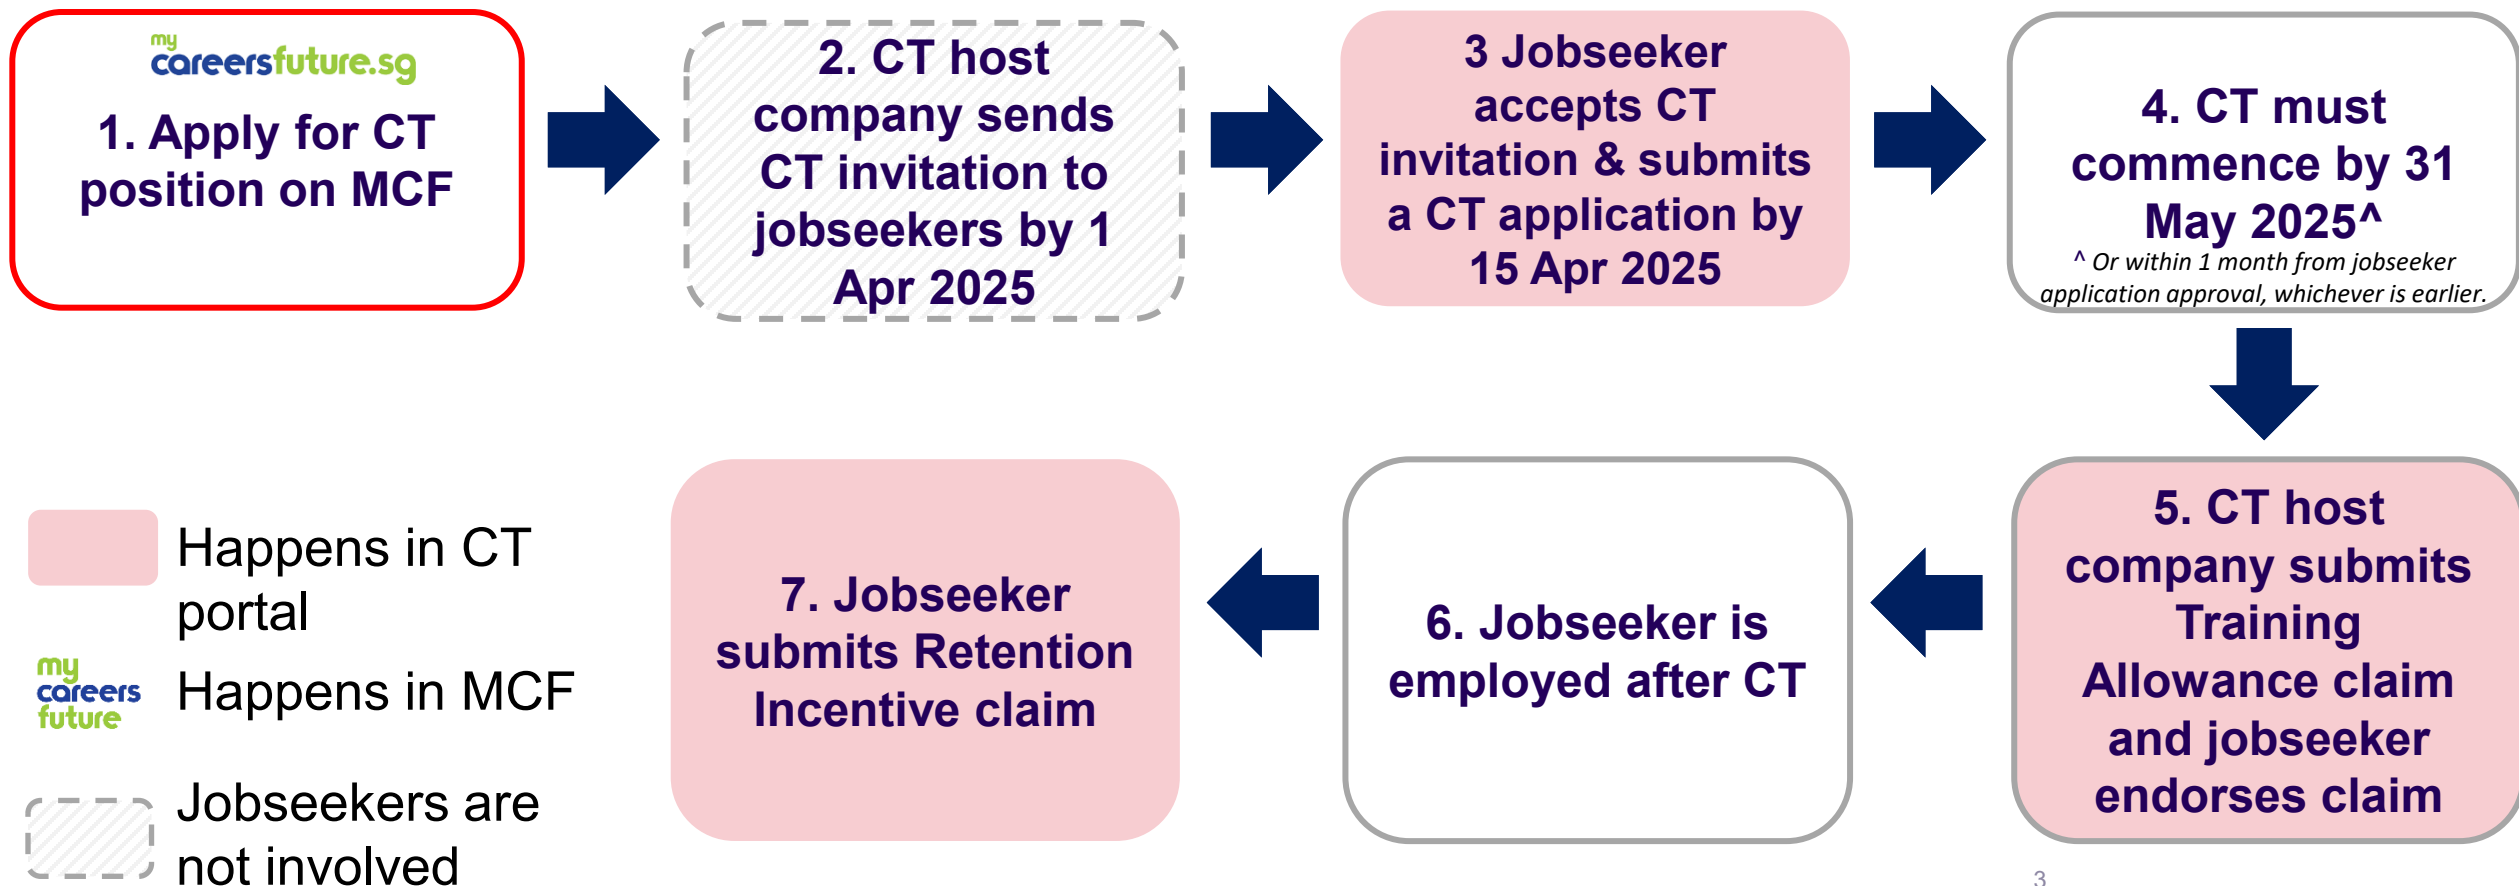 my
careersfuture.sg
1. Apply for CT
position on MCF
2. CT host
company sends
CT invitation to
jobseekers by 1
Apr 2025
3 Jobseeker
accepts CT
invitation & submits
a CT application by
15 Apr 2025
4. CT must
commence by 31
May 2025^
^ Or within 1 month from jobseeker
application approval, whichever is earlier.
5. CT host
company submits
Training
Allowance claim
and jobseeker
endorses claim
6. Jobseeker is
employed after CT
7. Jobseeker
submits Retention
Incentive claim
Happens in CT
portal
my
careers
future
Happens in MCF
Jobseekers are
not involved
3